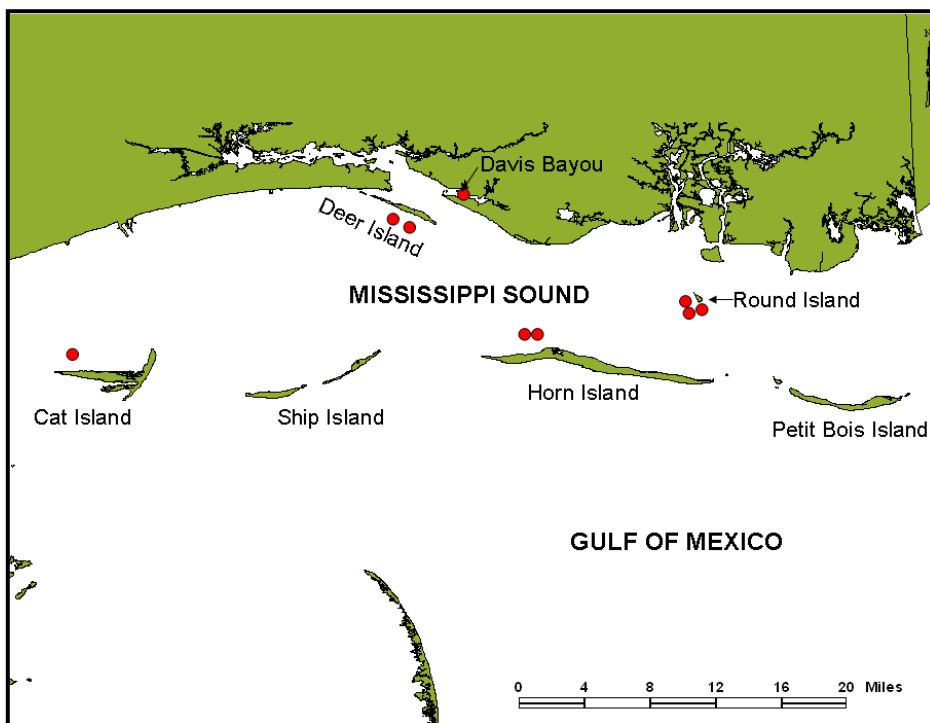 N
Davis Bayou
Deer Island
MISSISSIPPI SOUND
Round Island
Horn Island
Cat Island
Ship Island
Petit Bois Island
GULF OF MEXICO
0 4 8 12 16 20 Miles